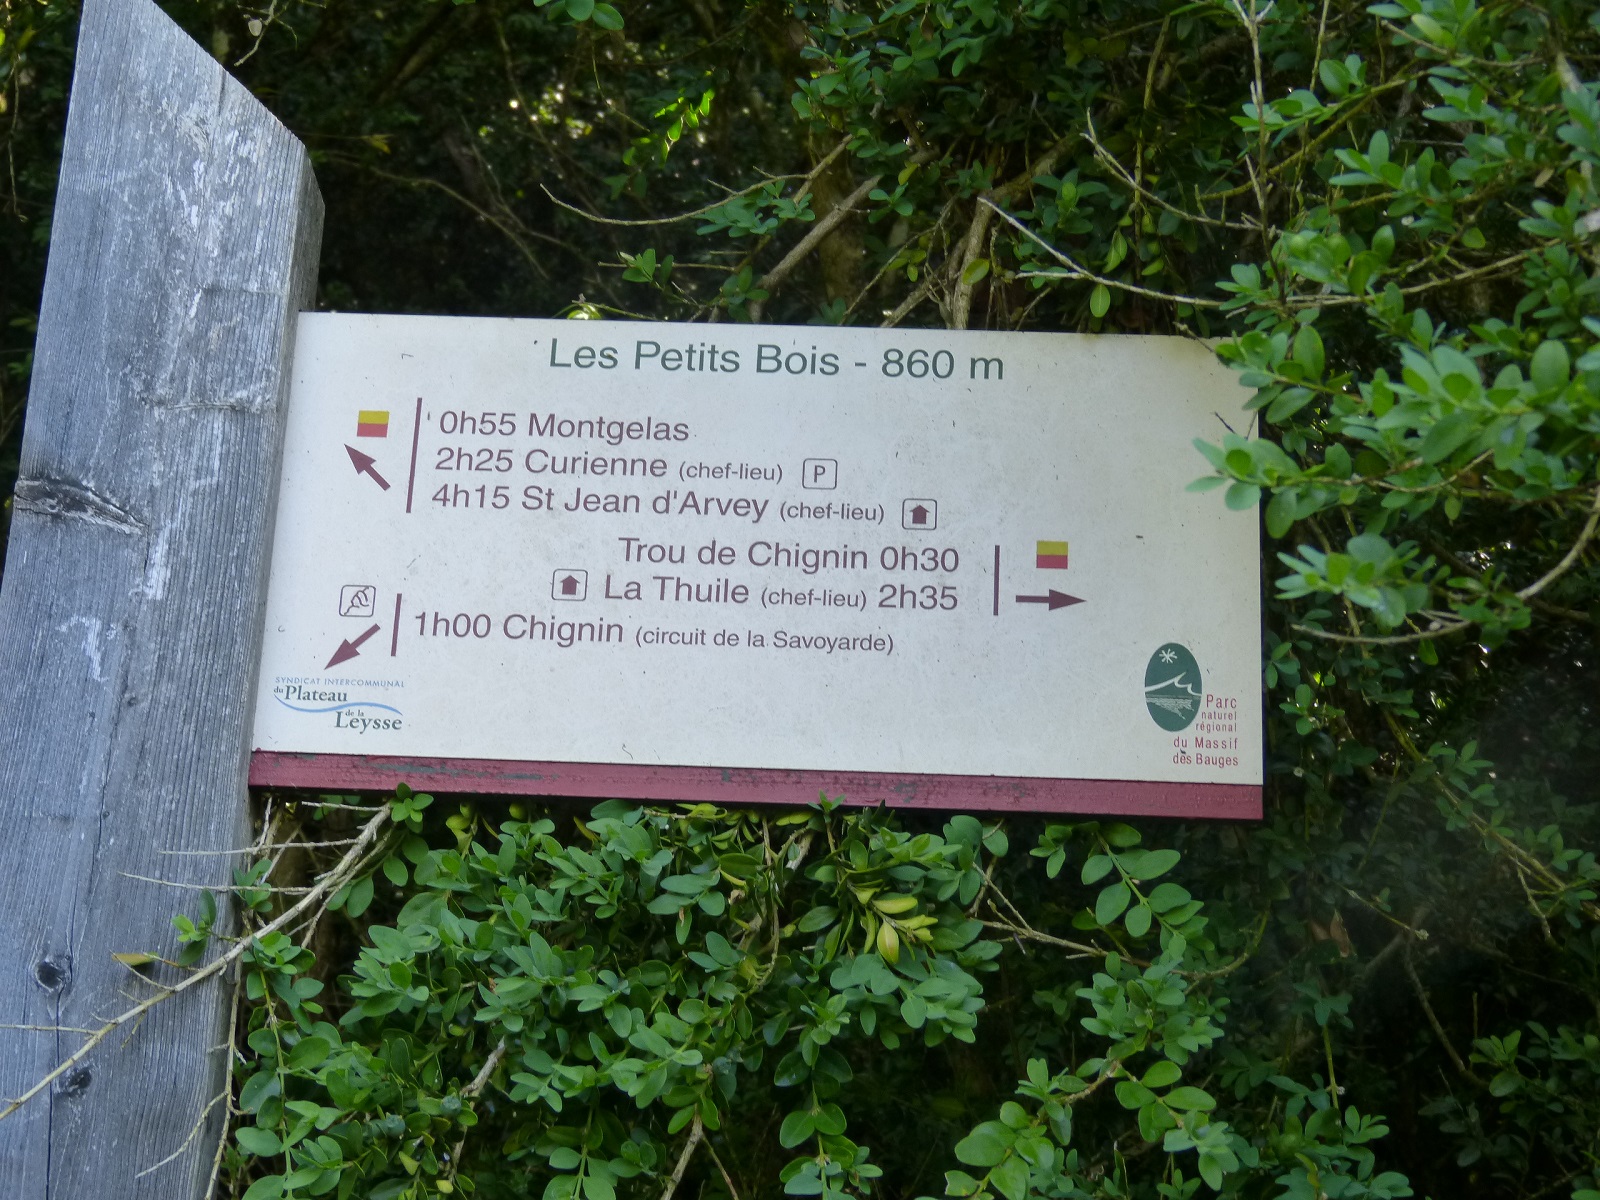 Les Petits Bois - 860 m
0h55 Montgelas
2h25 Curienne (chef-lieu) P
4h15 St Jean d'Arvey (chef-lieu)
Trou de Chignin 0h30
La Thuile (chef-lieu) 2h35
1h00 Chignin (circuit de la Savoyarde)
SYNDICAT INTERCOMMUNAL
du Plateau
de la
Leysse
Parc
naturel
régional
du Massif
des Bauges